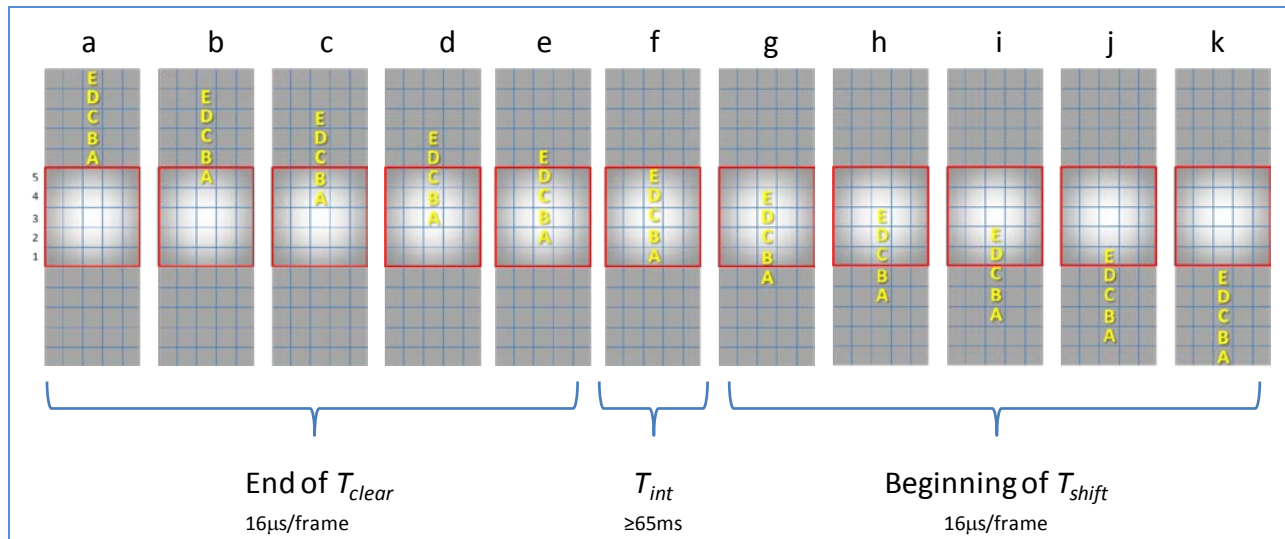 a b c d e f g h i j k
E E E E E E E E E E E
D D D D D D D D D D D
C C C C C C C C C C C
B B B B B B B B B B B
A A A A A A A A A A A
5
4
3
2
1
End of Tclear Tint Beginning of Tshift
16μs/frame ≥65ms 16μs/frame